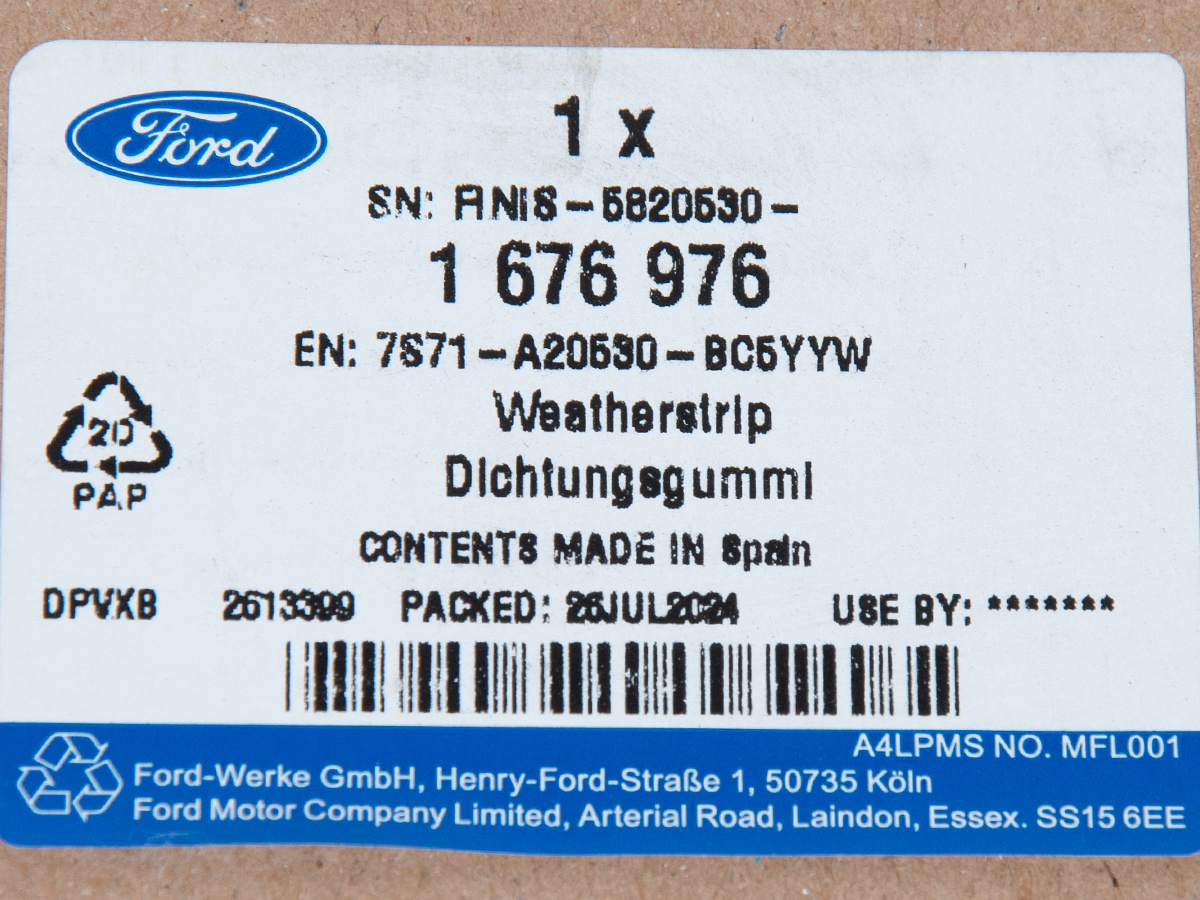 Ford
1 x
SN: FINIS-5820530-
1 676 976
EN: 7S71-A20530-BC5YYW
Weatherstrip
Dichtungsgummi
20
PAP
CONTENTS MADE IN Spain
DPVXB 2613399 PACKED: 26JUL2024 USE BY: *******
A4LPMS NO. MFL001
Ford-Werke GmbH, Henry-Ford-Straße 1, 50735 Köln
Ford Motor Company Limited, Arterial Road, Laindon, Essex. SS15 6EE